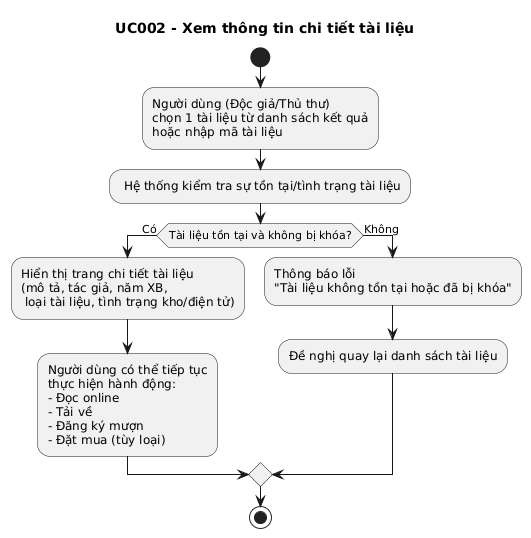 UC002 - Xem thông tin chi tiết tài liệu
Người dùng (Độc giả/Thủ thư)
chọn 1 tài liệu từ danh sách kết quả
hoặc nhập mã tài liệu
Hệ thống kiểm tra sự tồn tại/tình trạng tài liệu
Tài liệu tồn tại và không bị khóa?
Có
Không
Hiển thị trang chi tiết tài liệu
(mô tả, tác giả, năm XB,
loại tài liệu, tình trạng kho/điện tử)
Người dùng có thể tiếp tục
thực hiện hành động:
- Đọc online
- Tải về
- Đăng ký mượn
- Đặt mua (tùy loại)
Thông báo lỗi
"Tài liệu không tồn tại hoặc đã bị khóa"
Đề nghị quay lại danh sách tài liệu